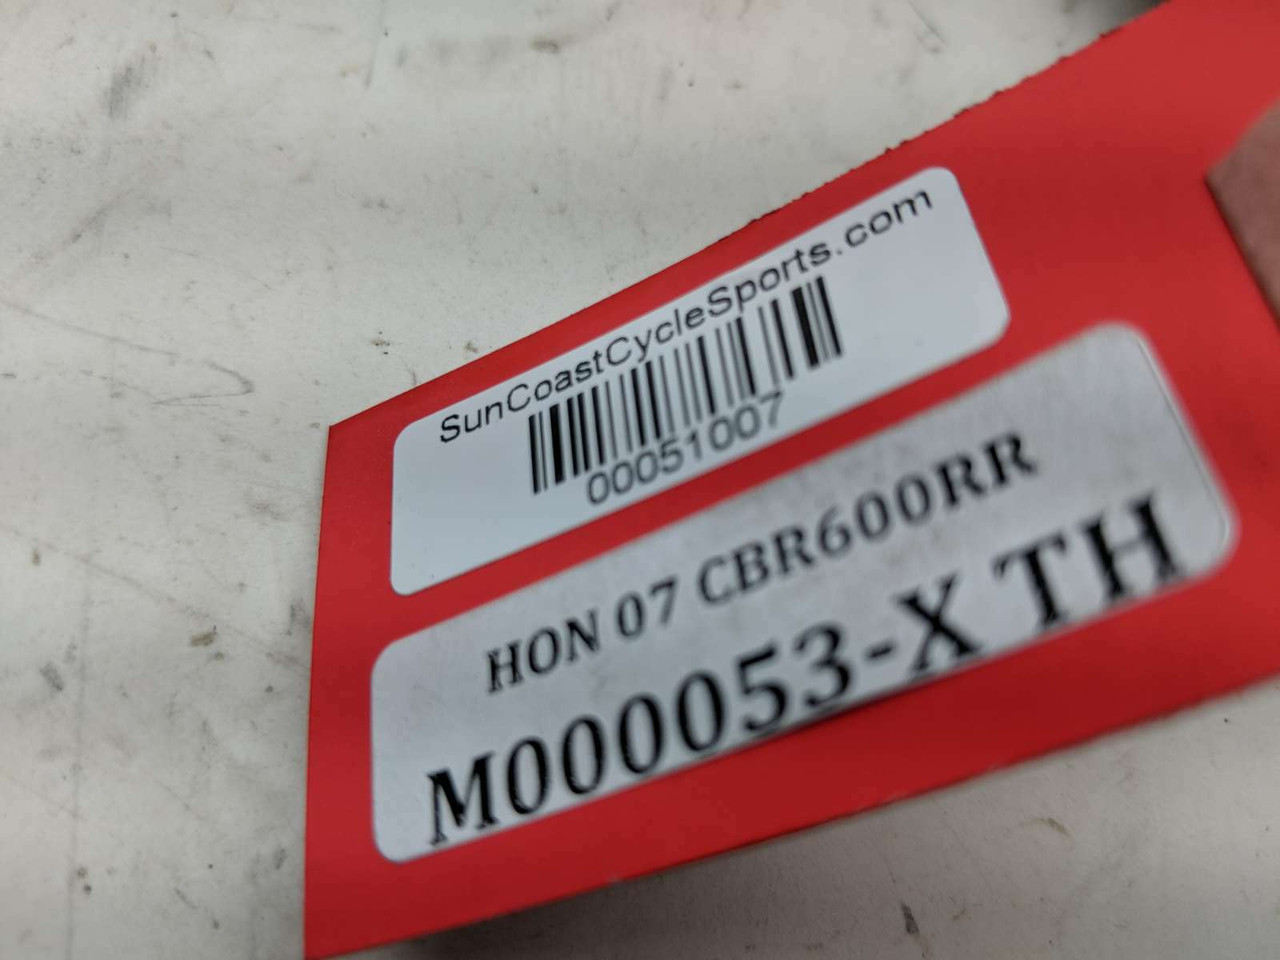 SunCoastCycleSports.com
00051007
HON 07 CBR600RR
M000053-X TH